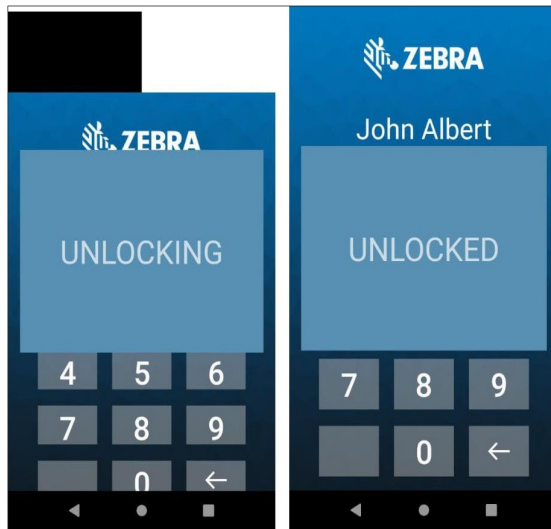 ZEBRA
UNLOCKING
4 5 6
7 8 9
0 ←
ZEBRA
John Albert
UNLOCKED
7 8 9
0 ←